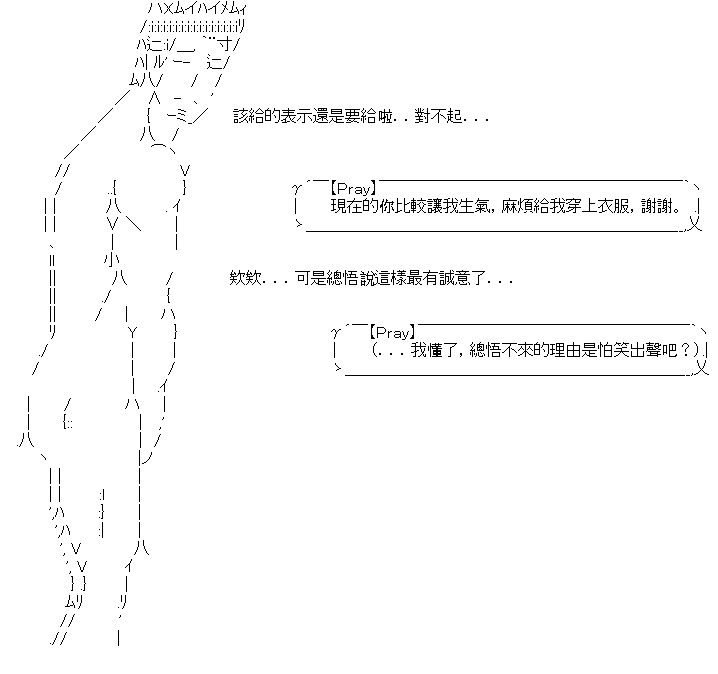 該給的表示還是要給啦．．對不起．．．
【Pray】
現在的你比較讓我生氣，麻煩給我穿上衣服，謝謝。
欸欸．．．可是總悟說這樣最有誠意了．．．
【Pray】
（．．．我懂了，總悟不來的理由是怕笑出聲吧？）